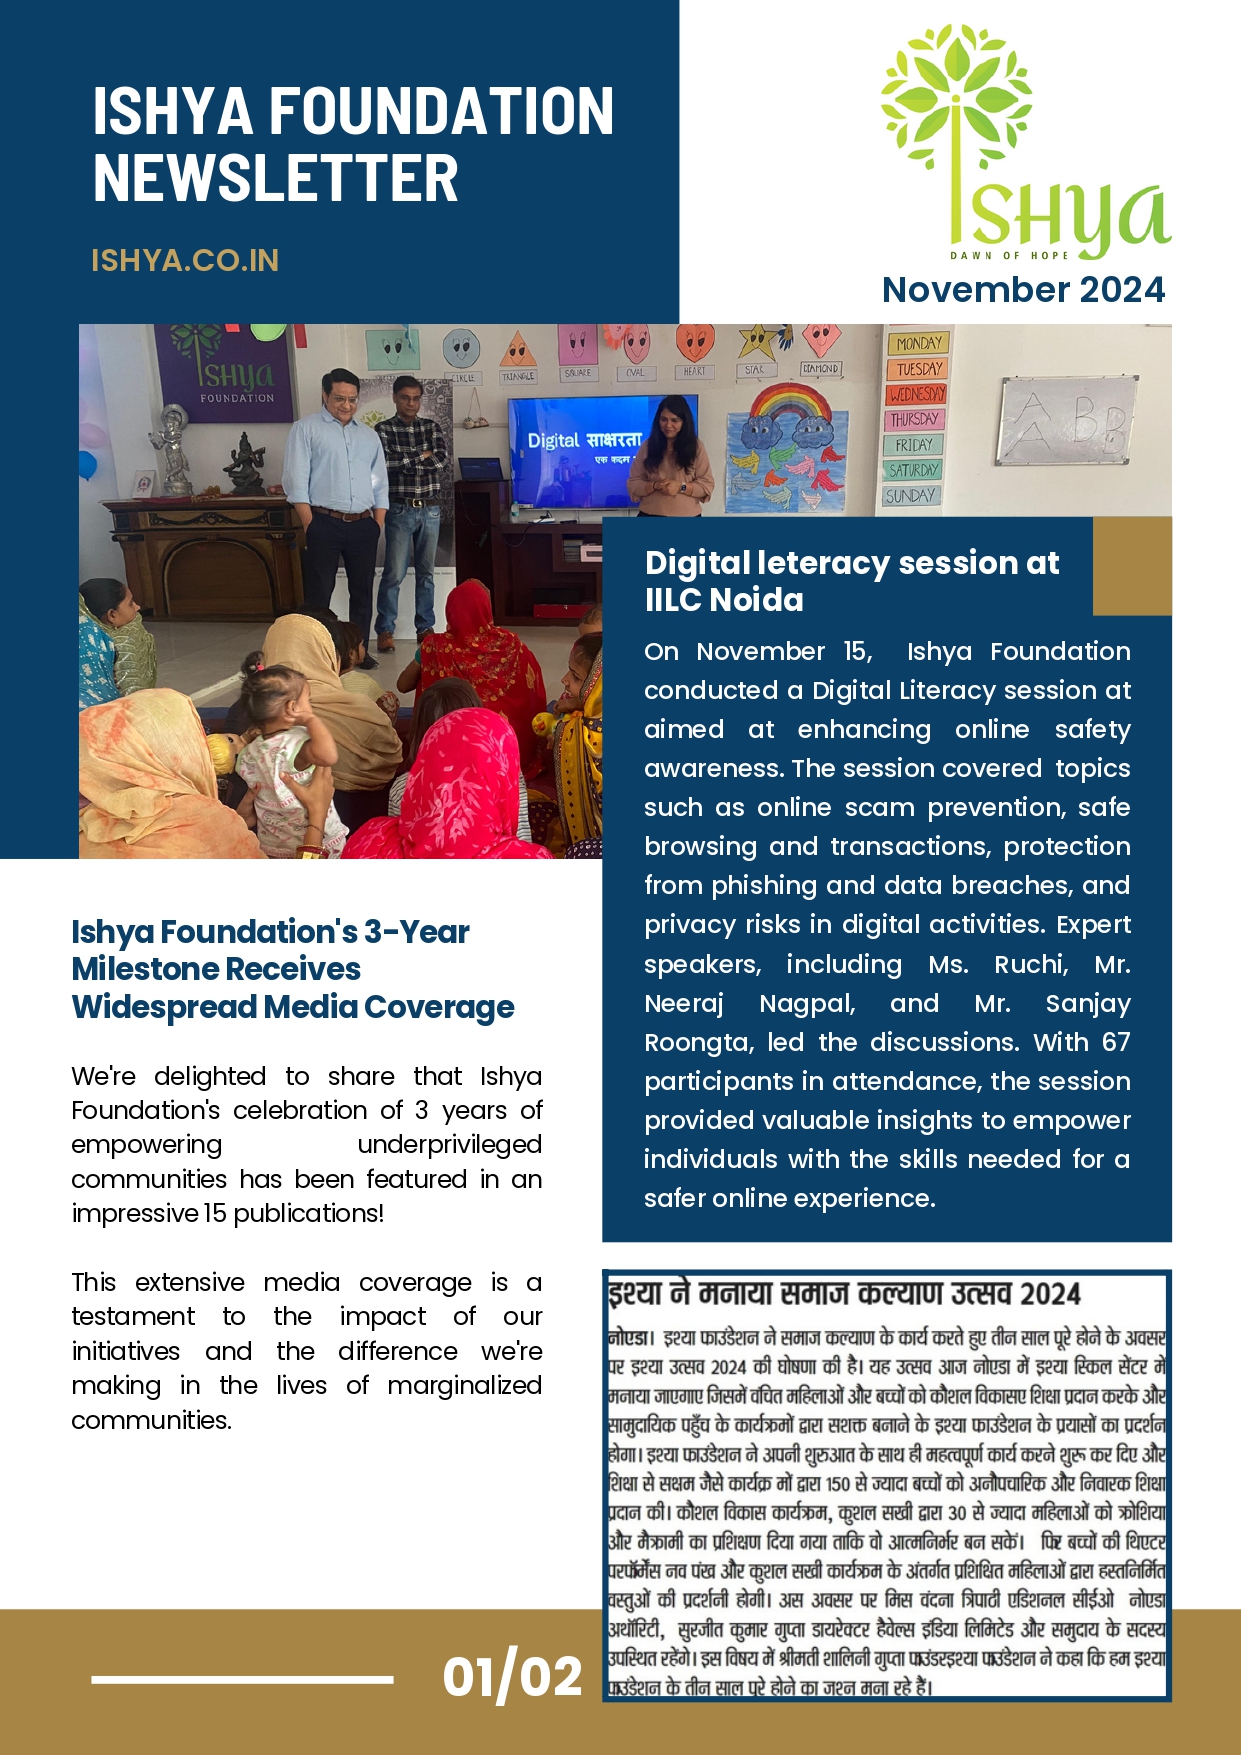 ISHYA FOUNDATION
NEWSLETTER
ISHYA.CO.IN
ISHYA
DAWN OF HOPE
November 2024
ISHYA
FOUNDATION
CIRCLE
TRIANGLE
SQUARE
OVAL
HEART
STAR
DIAMOND
MONDAY
TUESDAY
WEDNESDAY
THURSDAY
FRIDAY
SATURDAY
SUNDAY
A B
A B
Digital साक्षरता
एक कदम
Digital leteracy session at
IILC Noida
On November 15, Ishya Foundation
conducted a Digital Literacy session at
aimed at enhancing online safety
awareness. The session covered topics
such as online scam prevention, safe
browsing and transactions, protection
from phishing and data breaches, and
privacy risks in digital activities. Expert
speakers, including Ms. Ruchi, Mr.
Neeraj Nagpal, and Mr. Sanjay
Roongta, led the discussions. With 67
participants in attendance, the session
provided valuable insights to empower
individuals with the skills needed for a
safer online experience.
Ishya Foundation's 3-Year
Milestone Receives
Widespread Media Coverage
We're delighted to share that Ishya
Foundation's celebration of 3 years of
empowering underprivileged
communities has been featured in an
impressive 15 publications!
This extensive media coverage is a
testament to the impact of our
initiatives and the difference we're
making in the lives of marginalized
communities.
इश्या ने मनाया समाज कल्याण उत्सव 2024
नोएडा। इश्या फाउंडेशन ने समाज कल्याण के कार्य करते हुए तीन साल पूरे होने के अवसर
पर इश्या उत्सव 2024 की घोषणा की है। यह उत्सव आज नोएडा में इश्या स्किल सेंटर में
मनाया जाएगाए जिसमें वंचित महिलाओं और बच्चों को कौशल विकासए शिक्षा प्रदान करके और
सामुदायिक पहुँच के कार्यक्रमों द्वारा सशक्त बनाने के इश्या फाउंडेशन के प्रयासों का प्रदर्शन
होगा। इश्या फाउंडेशन ने अपनी शुरुआत के साथ ही महत्वपूर्ण कार्य करने शुरू कर दिए और
शिक्षा से सक्षम जैसे कार्यक्र मों द्वारा 150 से ज्यादा बच्चों को अनौपचारिक और निवारक शिक्षा
प्रदान की। कौशल विकास कार्यक्रम, कुशल सखी द्वारा 30 से ज्यादा महिलाओं को क्रोशिया
और मैक्रामी का प्रशिक्षण दिया गया ताकि वो आत्मनिर्भर बन सकें। फिर बच्चों की थिएटर
परफॉर्मेंस नव पंख और कुशल सखी कार्यक्रम के अंतर्गत प्रशिक्षित महिलाओं द्वारा हस्तनिर्मित
वस्तुओं की प्रदर्शनी होगी। अस अवसर पर मिस वंदना त्रिपाठी एडिशनल सीईओ नोएडा
अथॉरिटी, सुरजीत कुमार गुप्ता डायरेक्टर हैवेल्स इंडिया लिमिटेड और समुदाय के सदस्य
उपस्थित रहेंगे। इस विषय में श्रीमती शालिनी गुप्ता फाउंडरइश्या फाउंडेशन ने कहा कि हम इश्या
फाउंडेशन के तीन साल पूरे होने का जश्न मना रहे हैं।
01/02